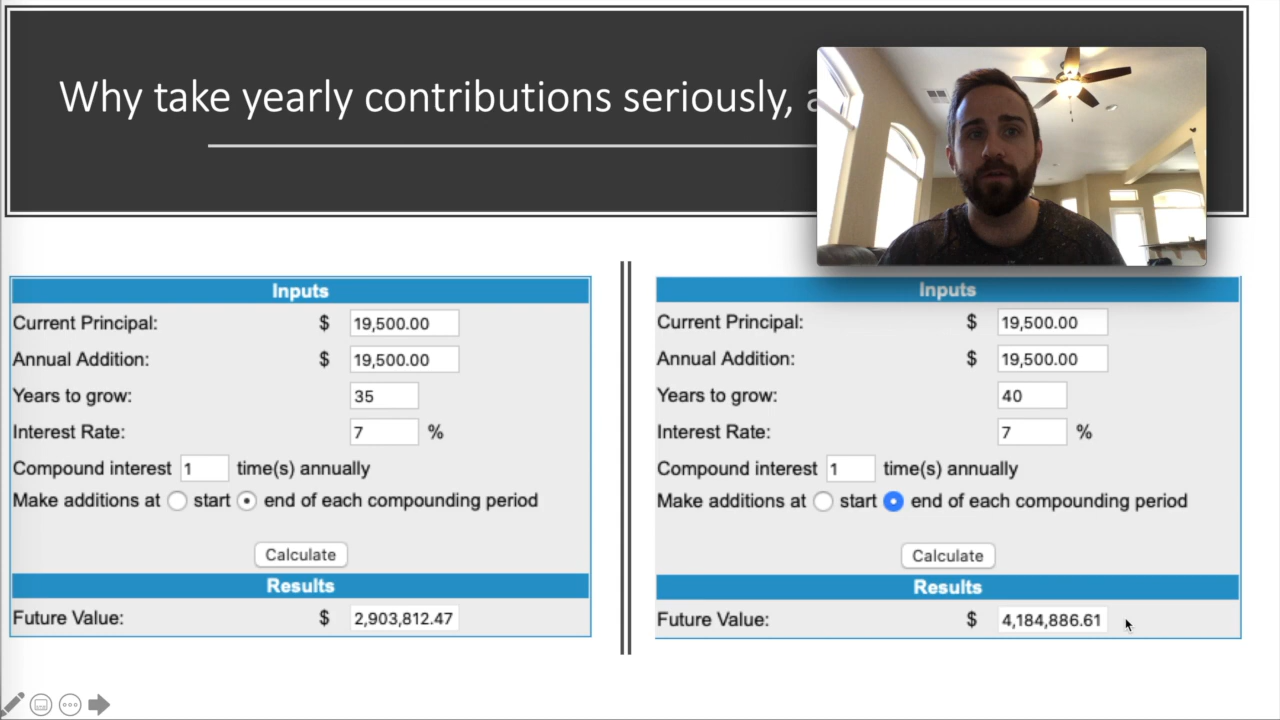 Why take yearly contributions seriously,
Inputs
Current Principal: $ 19,500.00
Annual Addition: $ 19,500.00
Years to grow: 35
Interest Rate: 7 %
Compound interest 1 time(s) annually
Make additions at start end of each compounding period
Calculate
Results
Future Value: $ 2,903,812.47
Inputs
Current Principal: $ 19,500.00
Annual Addition: $ 19,500.00
Years to grow: 40
Interest Rate: 7 %
Compound interest 1 time(s) annually
Make additions at start end of each compounding period
Calculate
Results
Future Value: $ 4,184,886.61